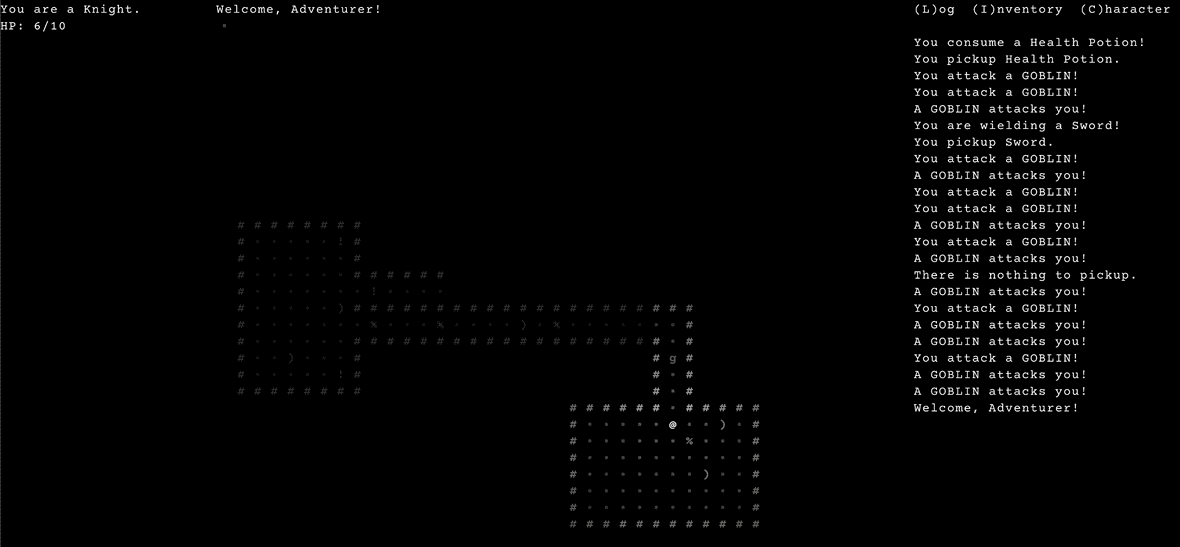 You are a Knight.
Welcome, Adventurer!
(L)og (I)nventory (C)haracter
HP: 6/10
You consume a Health Potion!
You pickup Health Potion.
You attack a GOBLIN!
You attack a GOBLIN!
A GOBLIN attacks you!
You are wielding a Sword!
You pickup Sword.
You attack a GOBLIN!
A GOBLIN attacks you!
You attack a GOBLIN!
You attack a GOBLIN!
A GOBLIN attacks you!
You attack a GOBLIN!
A GOBLIN attacks you!
There is nothing to pickup.
A GOBLIN attacks you!
You attack a GOBLIN!
A GOBLIN attacks you!
A GOBLIN attacks you!
You attack a GOBLIN!
A GOBLIN attacks you!
A GOBLIN attacks you!
Welcome, Adventurer!